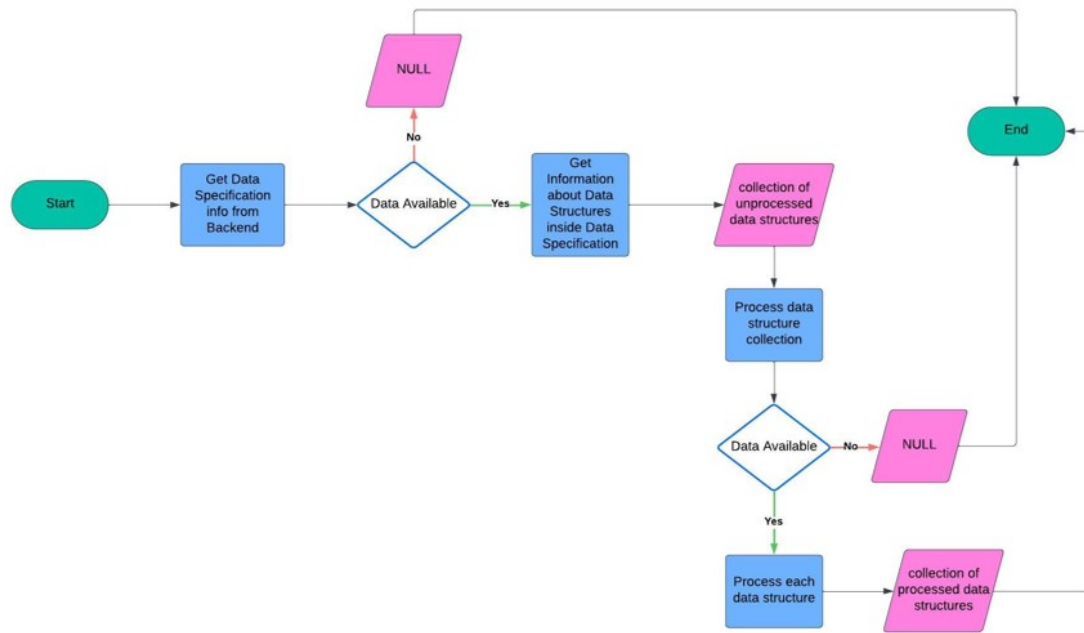 NULL
No
Start
Get Data
Specification
info from
Backend
Data Available
Yes
Get
Information
about Data
Structures
inside Data
Specification
collection of
unprocessed
data structures
End
Process data
structure
collection
Data Available
No
NULL
Yes
Process each
data structure
collection of
processed data
structures